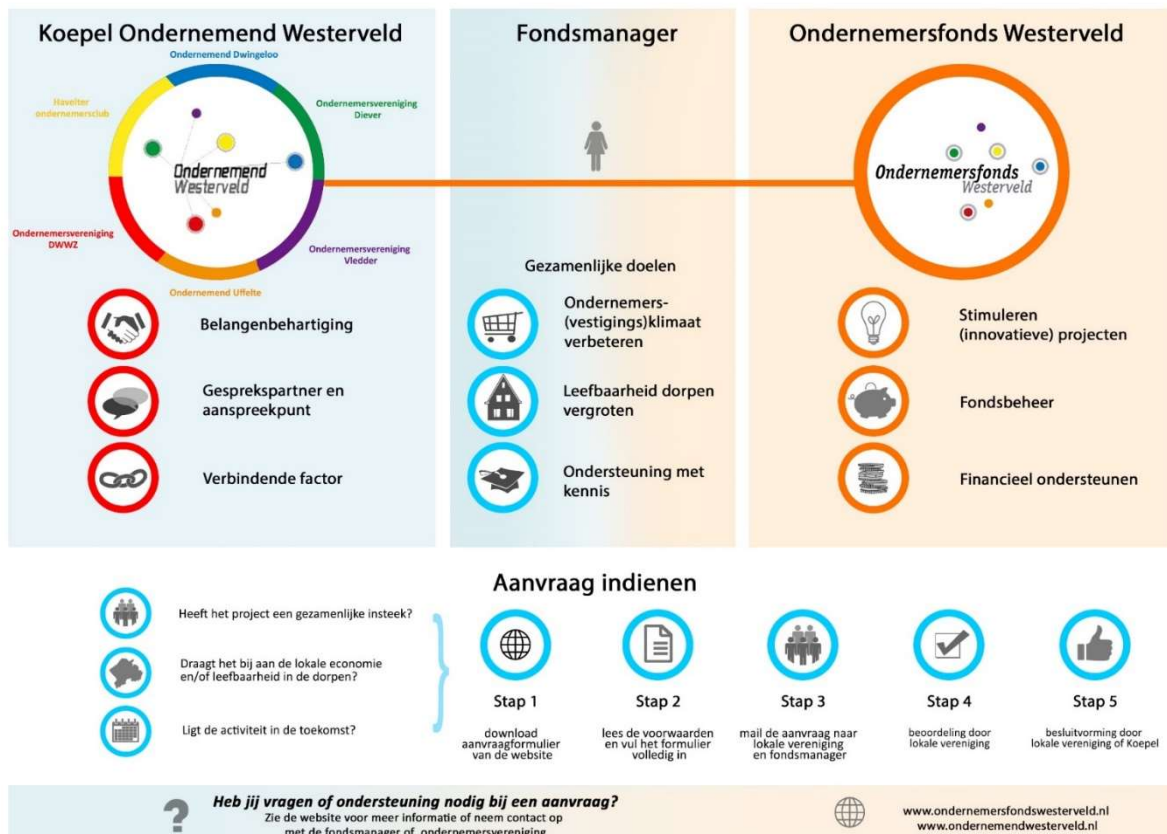 Koepel Ondernemend Westerveld
Ondernemend Dwingeloo
Havelter
ondernemersclub
Ondernemersvereniging
Diever
Ondernemend
Westerveld
Ondernemersvereniging
DWWZ
Ondernemersvereniging
Vledder
Ondernemend Uffelte
Belangenbehartiging
Gesprekspartner en
aanspreekpunt
Verbindende factor
Fondsmanager
Gezamenlijke doelen
Ondernemers-
(vestigings)klimaat
verbeteren
Leefbaarheid dorpen
vergroten
Ondersteuning met
kennis
Ondernemersfonds Westerveld
Ondernemersfonds
Westerveld
Stimuleren
(innovatieve) projecten
Fondsbeheer
Financieel ondersteunen
Aanvraag indienen
Heeft het project een gezamenlijke insteek?
Draagt het bij aan de lokale economie
en/of leefbaarheid in de dorpen?
Ligt de activiteit in de toekomst?
Stap 1
download
aanvraagformulier
van de website
Stap 2
lees de voorwaarden
en vul het formulier
volledig in
Stap 3
mail de aanvraag naar
lokale vereniging
en fondsmanager
Stap 4
beoordeling door
lokale vereniging
Stap 5
besluitvorming door
lokale vereniging of Koepel
?
Heb jij vragen of ondersteuning nodig bij een aanvraag?
Zie de website voor meer informatie of neem contact op
met de fondsmanager of ondernemersvereniging
www.ondernemersfondswesterveld.nl
www.ondernemendwesterveld.nl